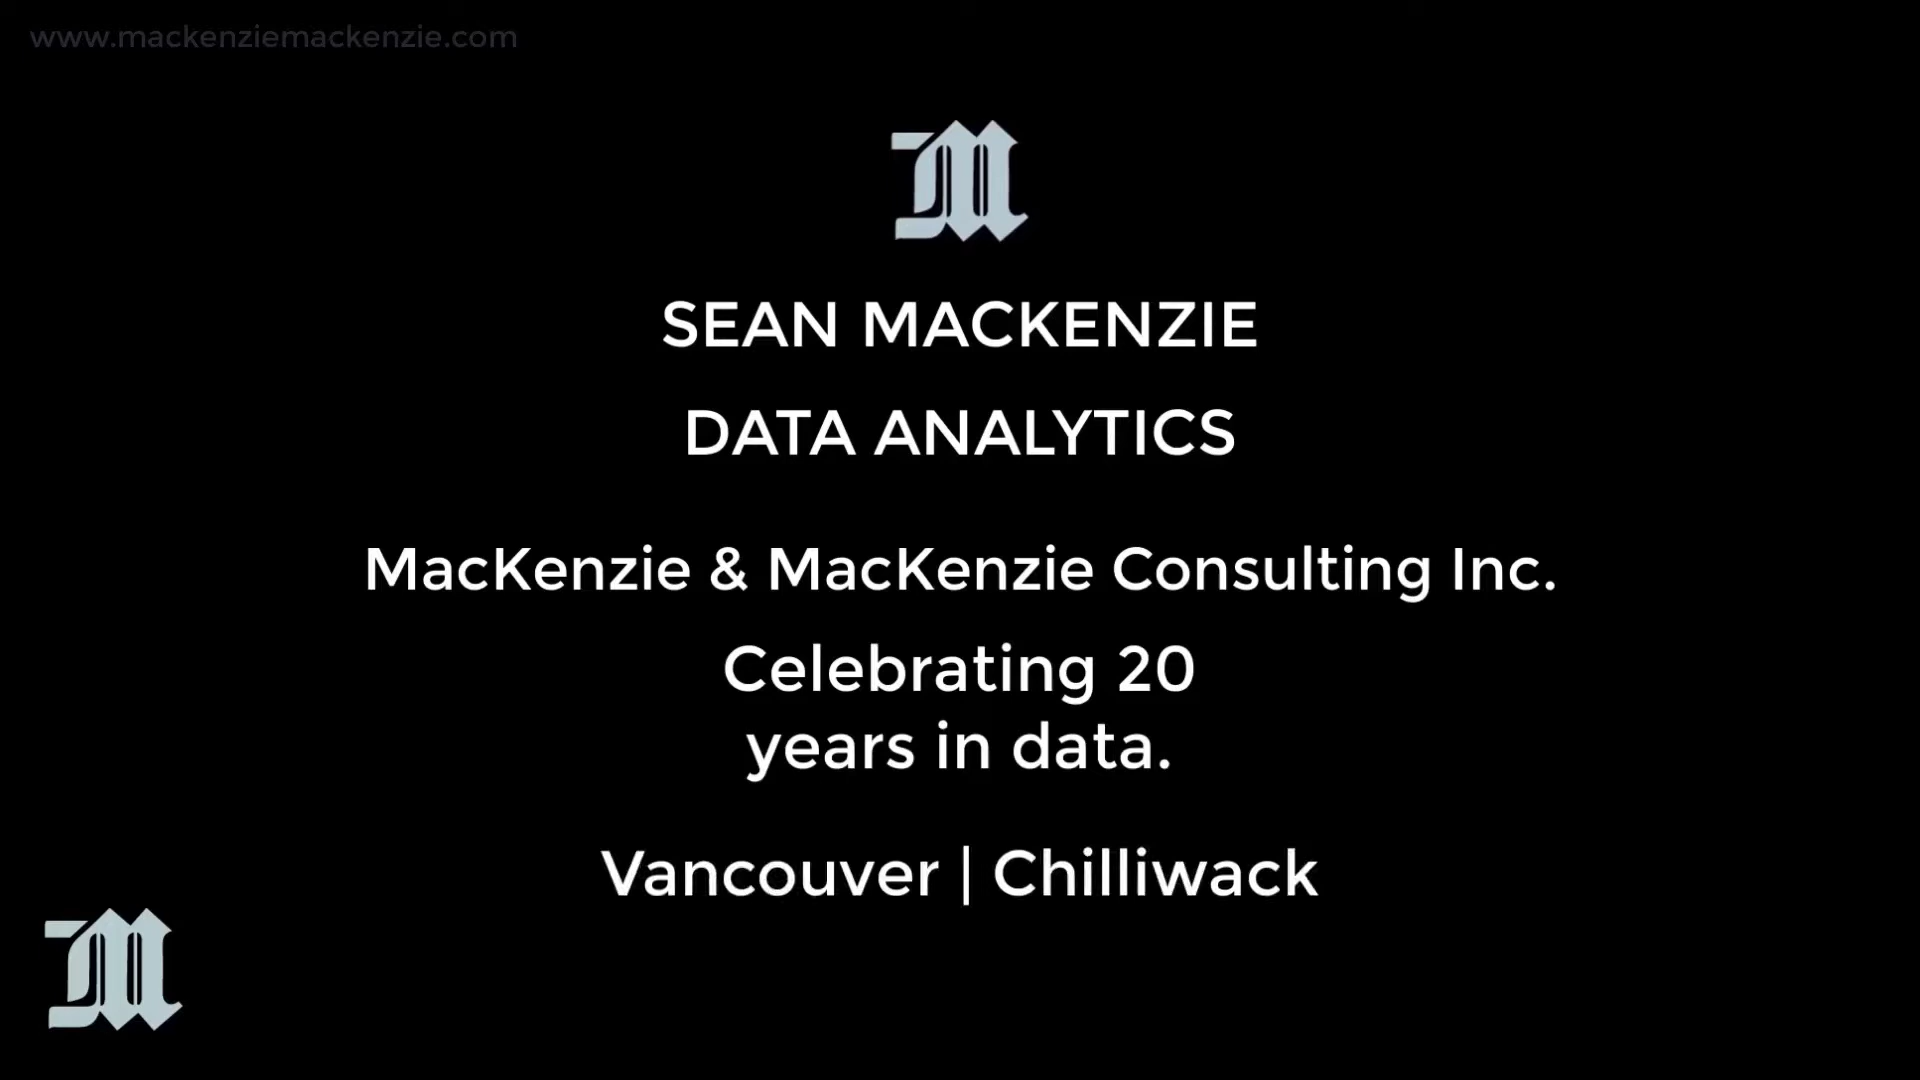 www.mackenziemackenzie.com
M
SEAN MACKENZIE
DATA ANALYTICS
MacKenzie & MacKenzie Consulting Inc.
Celebrating 20
years in data.
Vancouver | Chilliwack
M